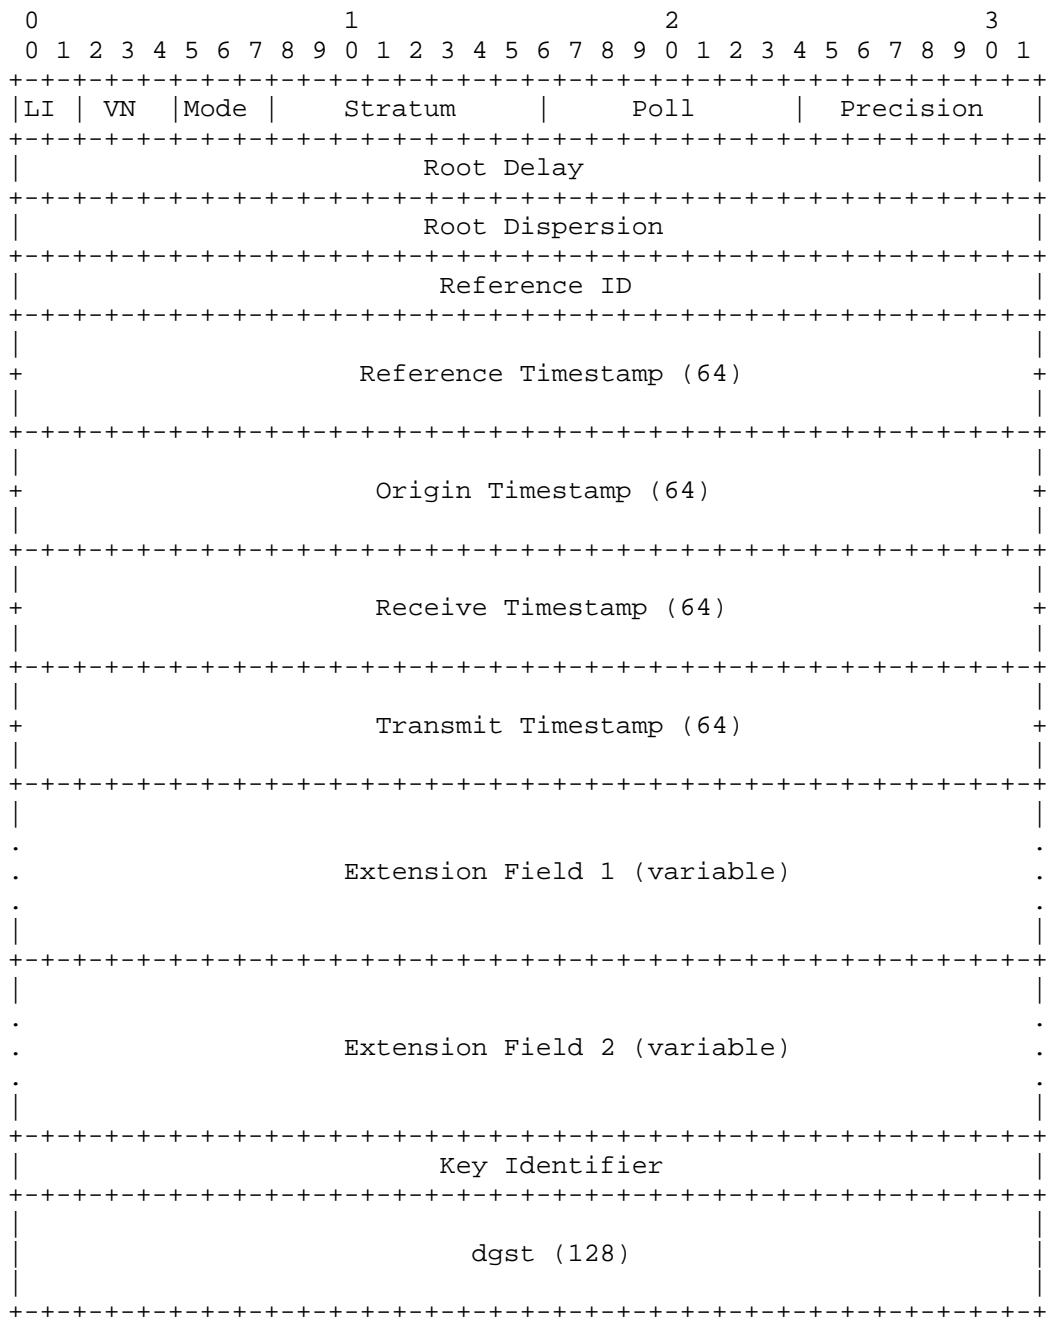 0                   1                   2                   3
 0 1 2 3 4 5 6 7 8 9 0 1 2 3 4 5 6 7 8 9 0 1 2 3 4 5 6 7 8 9 0 1
+-+-+-+-+-+-+-+-+-+-+-+-+-+-+-+-+-+-+-+-+-+-+-+-+-+-+-+-+-+-+-+-+
|LI | VN  |Mode |    Stratum     |     Poll      |  Precision   |
+-+-+-+-+-+-+-+-+-+-+-+-+-+-+-+-+-+-+-+-+-+-+-+-+-+-+-+-+-+-+-+-+
|                         Root Delay                            |
+-+-+-+-+-+-+-+-+-+-+-+-+-+-+-+-+-+-+-+-+-+-+-+-+-+-+-+-+-+-+-+-+
|                         Root Dispersion                       |
+-+-+-+-+-+-+-+-+-+-+-+-+-+-+-+-+-+-+-+-+-+-+-+-+-+-+-+-+-+-+-+-+
|                          Reference ID                         |
+-+-+-+-+-+-+-+-+-+-+-+-+-+-+-+-+-+-+-+-+-+-+-+-+-+-+-+-+-+-+-+-+
|                                                               |
+                     Reference Timestamp (64)                  +
|                                                               |
+-+-+-+-+-+-+-+-+-+-+-+-+-+-+-+-+-+-+-+-+-+-+-+-+-+-+-+-+-+-+-+-+
|                                                               |
+                      Origin Timestamp (64)                    +
|                                                               |
+-+-+-+-+-+-+-+-+-+-+-+-+-+-+-+-+-+-+-+-+-+-+-+-+-+-+-+-+-+-+-+-+
|                                                               |
+                      Receive Timestamp (64)                   +
|                                                               |
+-+-+-+-+-+-+-+-+-+-+-+-+-+-+-+-+-+-+-+-+-+-+-+-+-+-+-+-+-+-+-+-+
|                                                               |
+                      Transmit Timestamp (64)                  +
|                                                               |
+-+-+-+-+-+-+-+-+-+-+-+-+-+-+-+-+-+-+-+-+-+-+-+-+-+-+-+-+-+-+-+-+
|                                                               |
.                                                               .
.                    Extension Field 1 (variable)               .
.                                                               .
|                                                               |
+-+-+-+-+-+-+-+-+-+-+-+-+-+-+-+-+-+-+-+-+-+-+-+-+-+-+-+-+-+-+-+-+
|                                                               |
.                                                               .
.                    Extension Field 2 (variable)               .
.                                                               .
|                                                               |
+-+-+-+-+-+-+-+-+-+-+-+-+-+-+-+-+-+-+-+-+-+-+-+-+-+-+-+-+-+-+-+-+
|                          Key Identifier                       |
+-+-+-+-+-+-+-+-+-+-+-+-+-+-+-+-+-+-+-+-+-+-+-+-+-+-+-+-+-+-+-+-+
|                                                               |
|                            dgst (128)                         |
|                                                               |
+-+-+-+-+-+-+-+-+-+-+-+-+-+-+-+-+-+-+-+-+-+-+-+-+-+-+-+-+-+-+-+-+